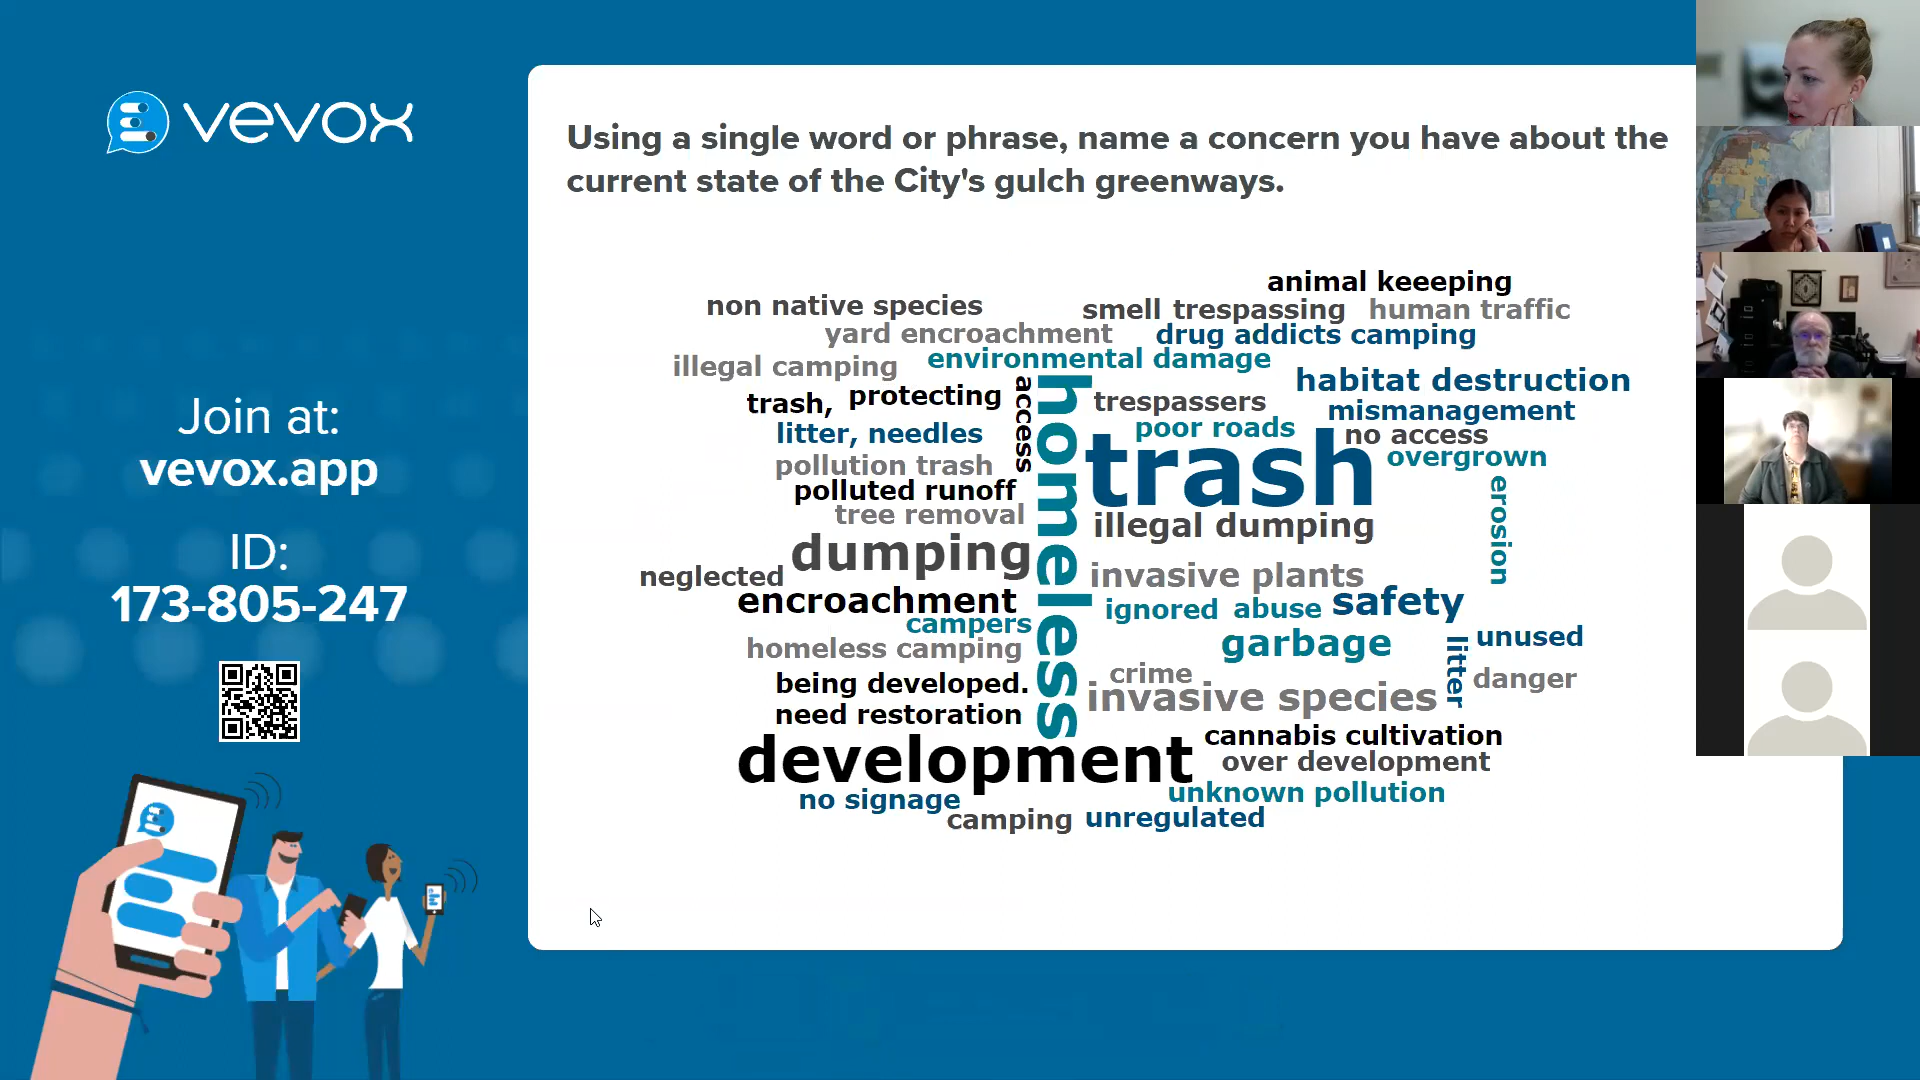 vevox
Join at:
vevox.app
ID:
173-805-247
Using a single word or phrase, name a concern you have about the
current state of the City's gulch greenways.
animal keeeping
non native species
smell trespassing
human traffic
yard encroachment
drug addicts camping
illegal camping
environmental damage
access
homeless
habitat destruction
trash,
protecting
trespassers
mismanagement
litter, needles
poor roads
no access
trash
overgrown
pollution trash
polluted runoff
erosion
tree removal
illegal dumping
dumping
neglected
invasive plants
encroachment
ignored
abuse
safety
campers
garbage
litter
unused
homeless camping
crime
danger
being developed.
invasive species
need restoration
cannabis cultivation
development
over development
no signage
unknown pollution
camping
unregulated